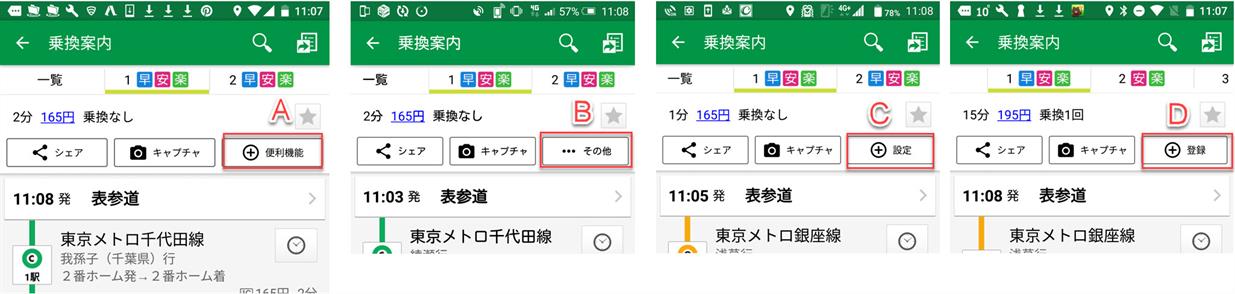 11:07
乗換案内
一覧 1 早 安 楽 2 早 安 楽
2分 165円 乗換なし A
シェア キャプチャ 便利機能
11:08 発 表参道
東京メトロ千代田線
我孫子（千葉県）行
C 2番ホーム発→2番ホーム着
1駅
4G 57% 11:08
乗換案内
一覧 1 早 安 楽 2 早 安 楽
2分 165円 乗換なし B
シェア キャプチャ その他
11:03 発 表参道
東京メトロ千代田線
4G+ 78% 11:08
乗換案内
一覧 1 早 安 楽 2 早 安 楽
1分 165円 乗換なし C
シェア キャプチャ 設定
11:05 発 表参道
東京メトロ銀座線
10° 11:07
乗換案内
1 早 安 楽 2 安 楽 3
15分 195円 乗換1回 D
シェア キャプチャ 登録
11:08 発 表参道
東京メトロ銀座線